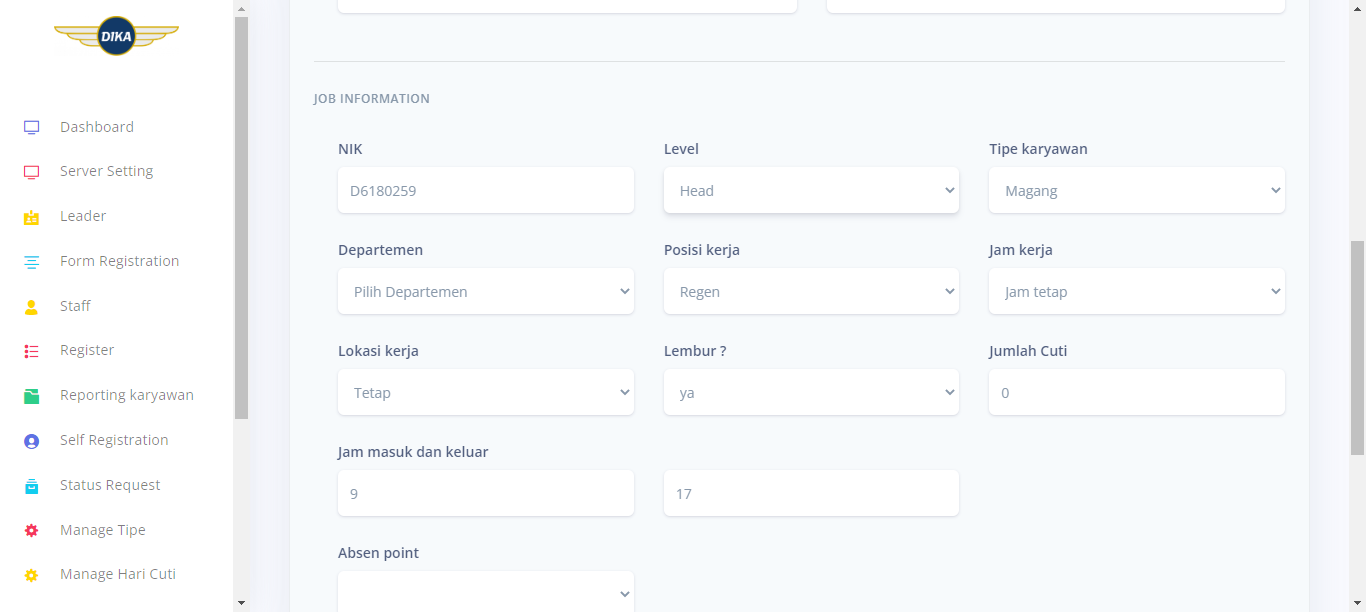 DIKA
Dashboard
Server Setting
Leader
Form Registration
Staff
Register
Reporting karyawan
Self Registration
Status Request
Manage Tipe
Manage Hari Cuti
JOB INFORMATION
NIK Level Tipe karyawan
D6180259 Head Magang
Departemen Posisi kerja Jam kerja
Pilih Departemen Regen Jam tetap
Lokasi kerja Lembur ? Jumlah Cuti
Tetap ya 0
Jam masuk dan keluar
9 17
Absen point